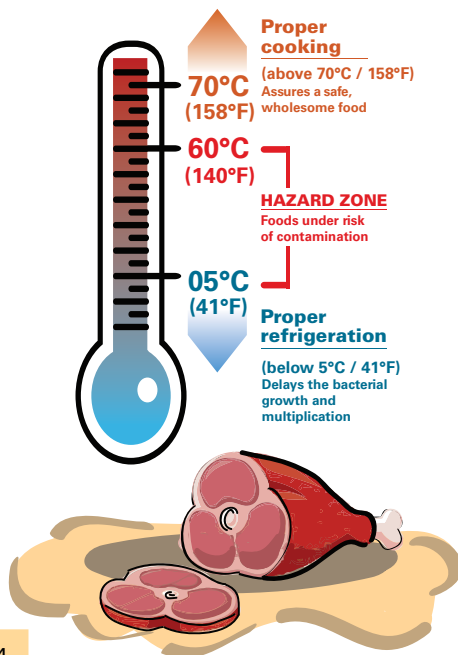 Proper
cooking
(above 70°C / 158°F)
Assures a safe,
wholesome food
70°C
(158°F)
60°C
(140°F)
HAZARD ZONE
Foods under risk
of contamination
05°C
(41°F)
Proper
refrigeration
(below 5°C / 41°F)
Delays the bacterial
growth and
multiplication